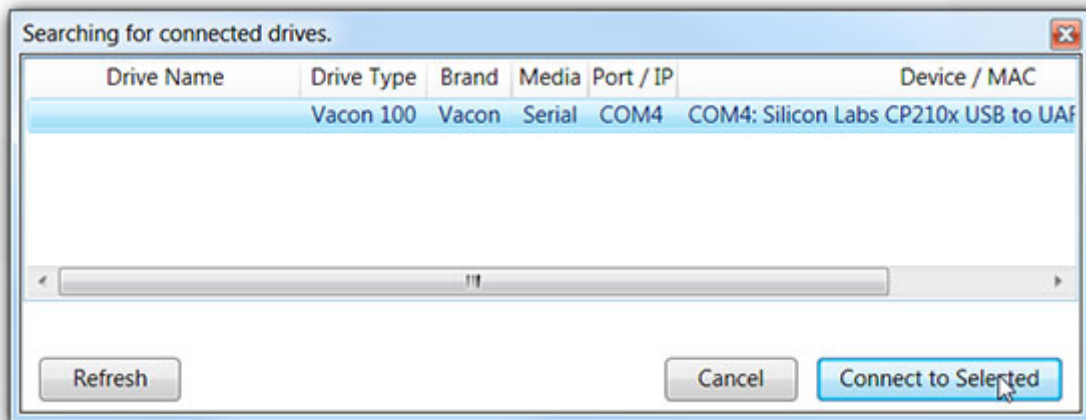 Searching for connected drives.
Drive Name Drive Type Brand Media Port / IP Device / MAC
Vacon 100 Vacon Serial COM4 COM4: Silicon Labs CP210x USB to
Refresh Cancel Connect to Selected